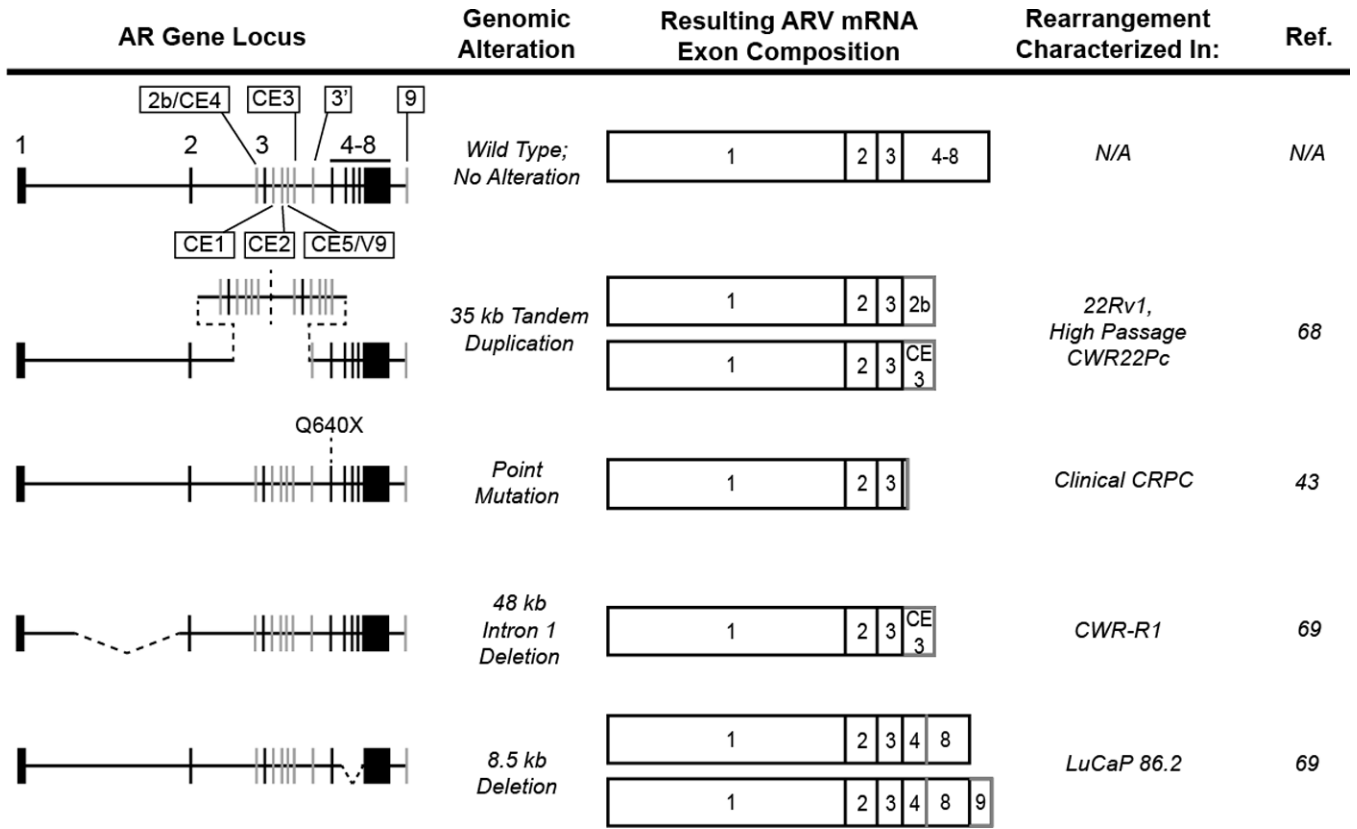 AR Gene Locus
Genomic
Alteration
Resulting ARV mRNA
Exon Composition
Rearrangement
Characterized In:
Ref.
2b/CE4 CE3 3' 9
1 2 3 4-8
CE1 CE2 CE5/V9
Wild Type;
No Alteration
1 2 3 4-8
N/A
N/A
35 kb Tandem
Duplication
1 2 3 2b
1 2 3 CE
3
22Rv1,
High Passage
CWR22Pc
68
Q640X
Point
Mutation
1 2 3
Clinical CRPC
43
48 kb
Intron 1
Deletion
1 2 3 CE
3
CWR-R1
69
8.5 kb
Deletion
1 2 3 4 8
1 2 3 4 8 9
LuCaP 86.2
69